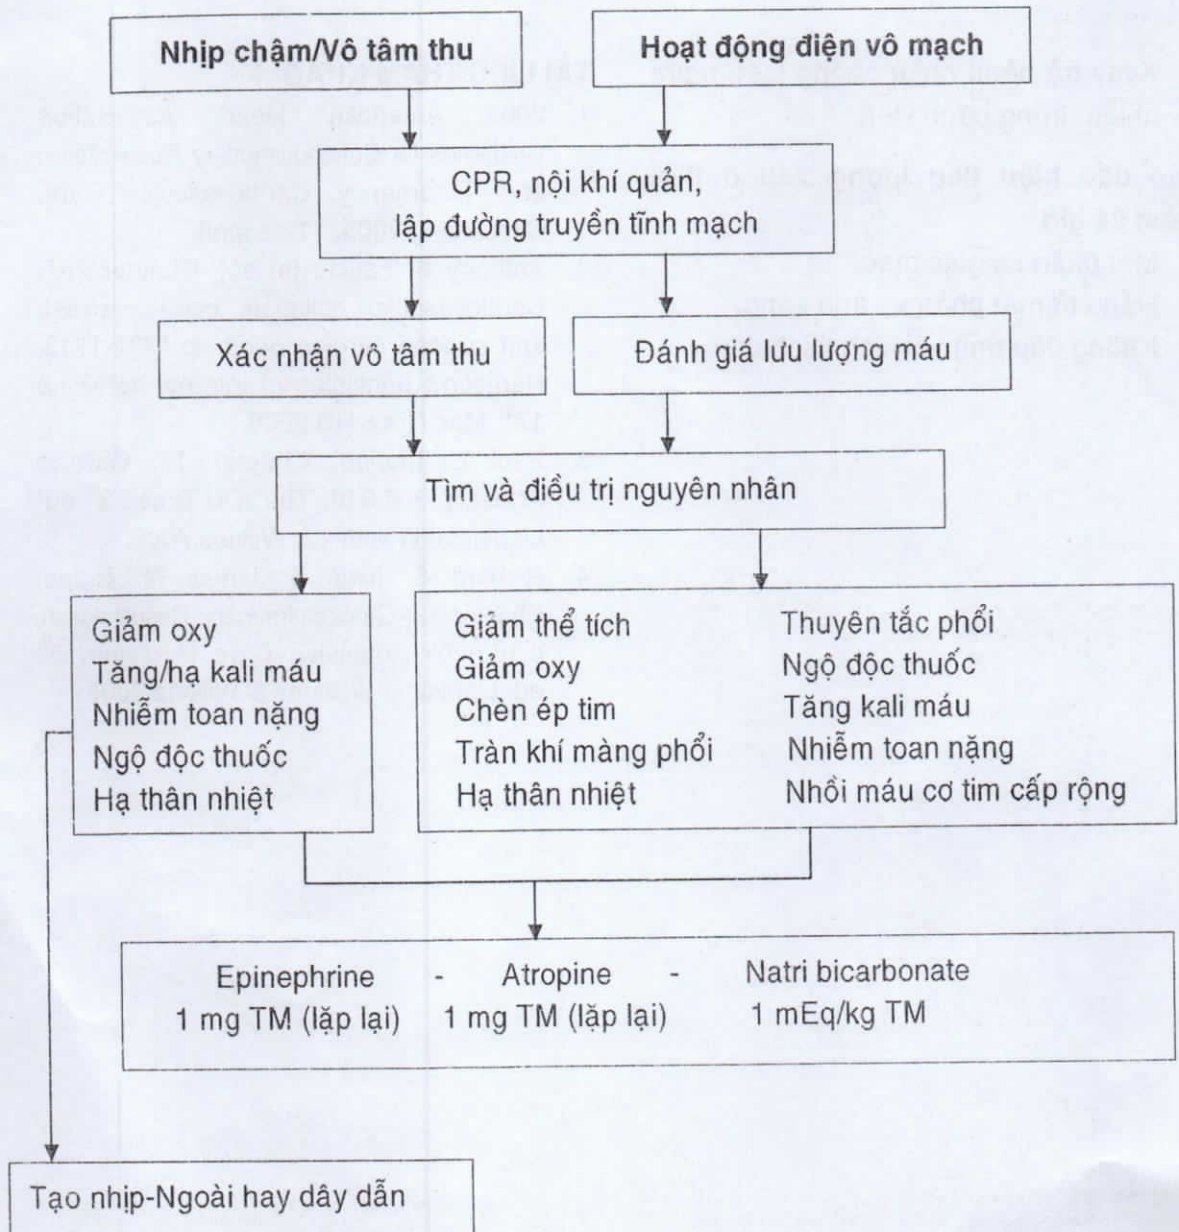 Nhịp chậm/Vô tâm thu
Hoạt động điện vô mạch
CPR, nội khí quản,
lập đường truyền tĩnh mạch
Xác nhận vô tâm thu
Đánh giá lưu lượng máu
Tìm và điều trị nguyên nhân
Giảm oxy
Tăng/hạ kali máu
Nhiễm toan nặng
Ngộ độc thuốc
Hạ thân nhiệt
Giảm thể tích
Giảm oxy
Chèn ép tim
Tràn khí màng phổi
Hạ thân nhiệt
Thuyên tắc phổi
Ngộ độc thuốc
Tăng kali máu
Nhiễm toan nặng
Nhồi máu cơ tim cấp rộng
Epinephrine - Atropine - Natri bicarbonate
1 mg TM (lặp lại) 1 mg TM (lặp lại) 1 mEq/kg TM
Tạo nhịp-Ngoài hay dây dẫn